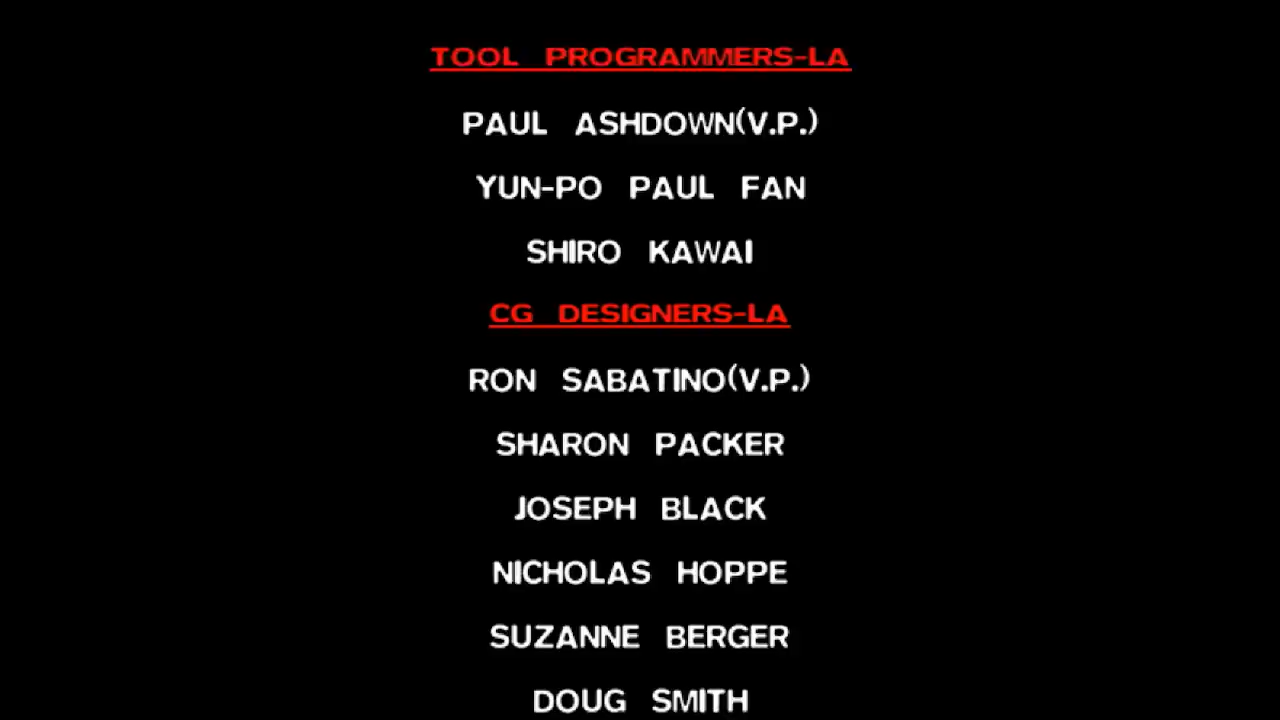 TOOL PROGRAMMERS-LA
PAUL ASHDOWN(V.P.)
YUN-PO PAUL FAN
SHIRO KAWAI
CG DESIGNERS-LA
RON SABATINO(V.P.)
SHARON PACKER
JOSEPH BLACK
NICHOLAS HOPPE
SUZANNE BERGER
DOUG SMITH